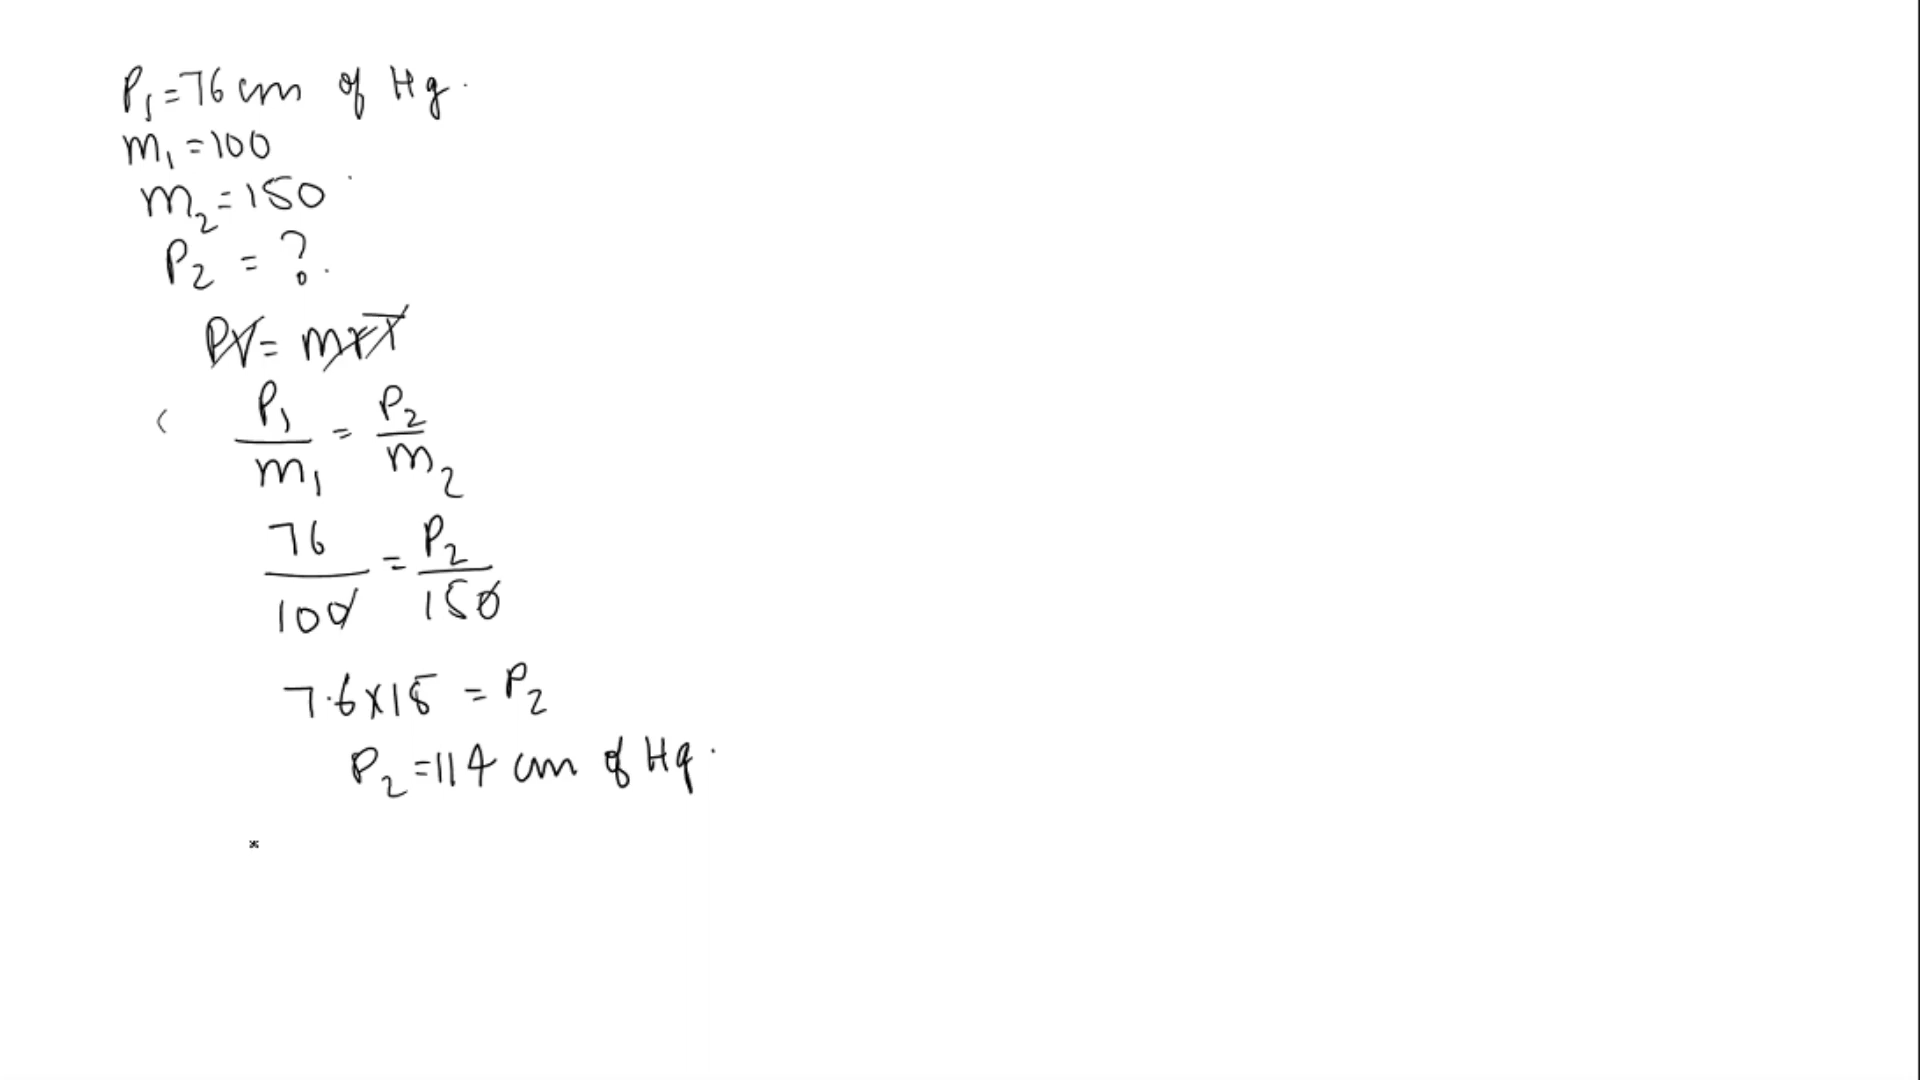 P₁ = 76 cm of Hg.
m₁ = 100
m₂ = 150
P₂ = ?.
PV = mrT
P₁/m₁ = P₂/m₂
76/100 = P₂/150
7.6 x 15 = P₂
P₂ = 114 cm of Hg.